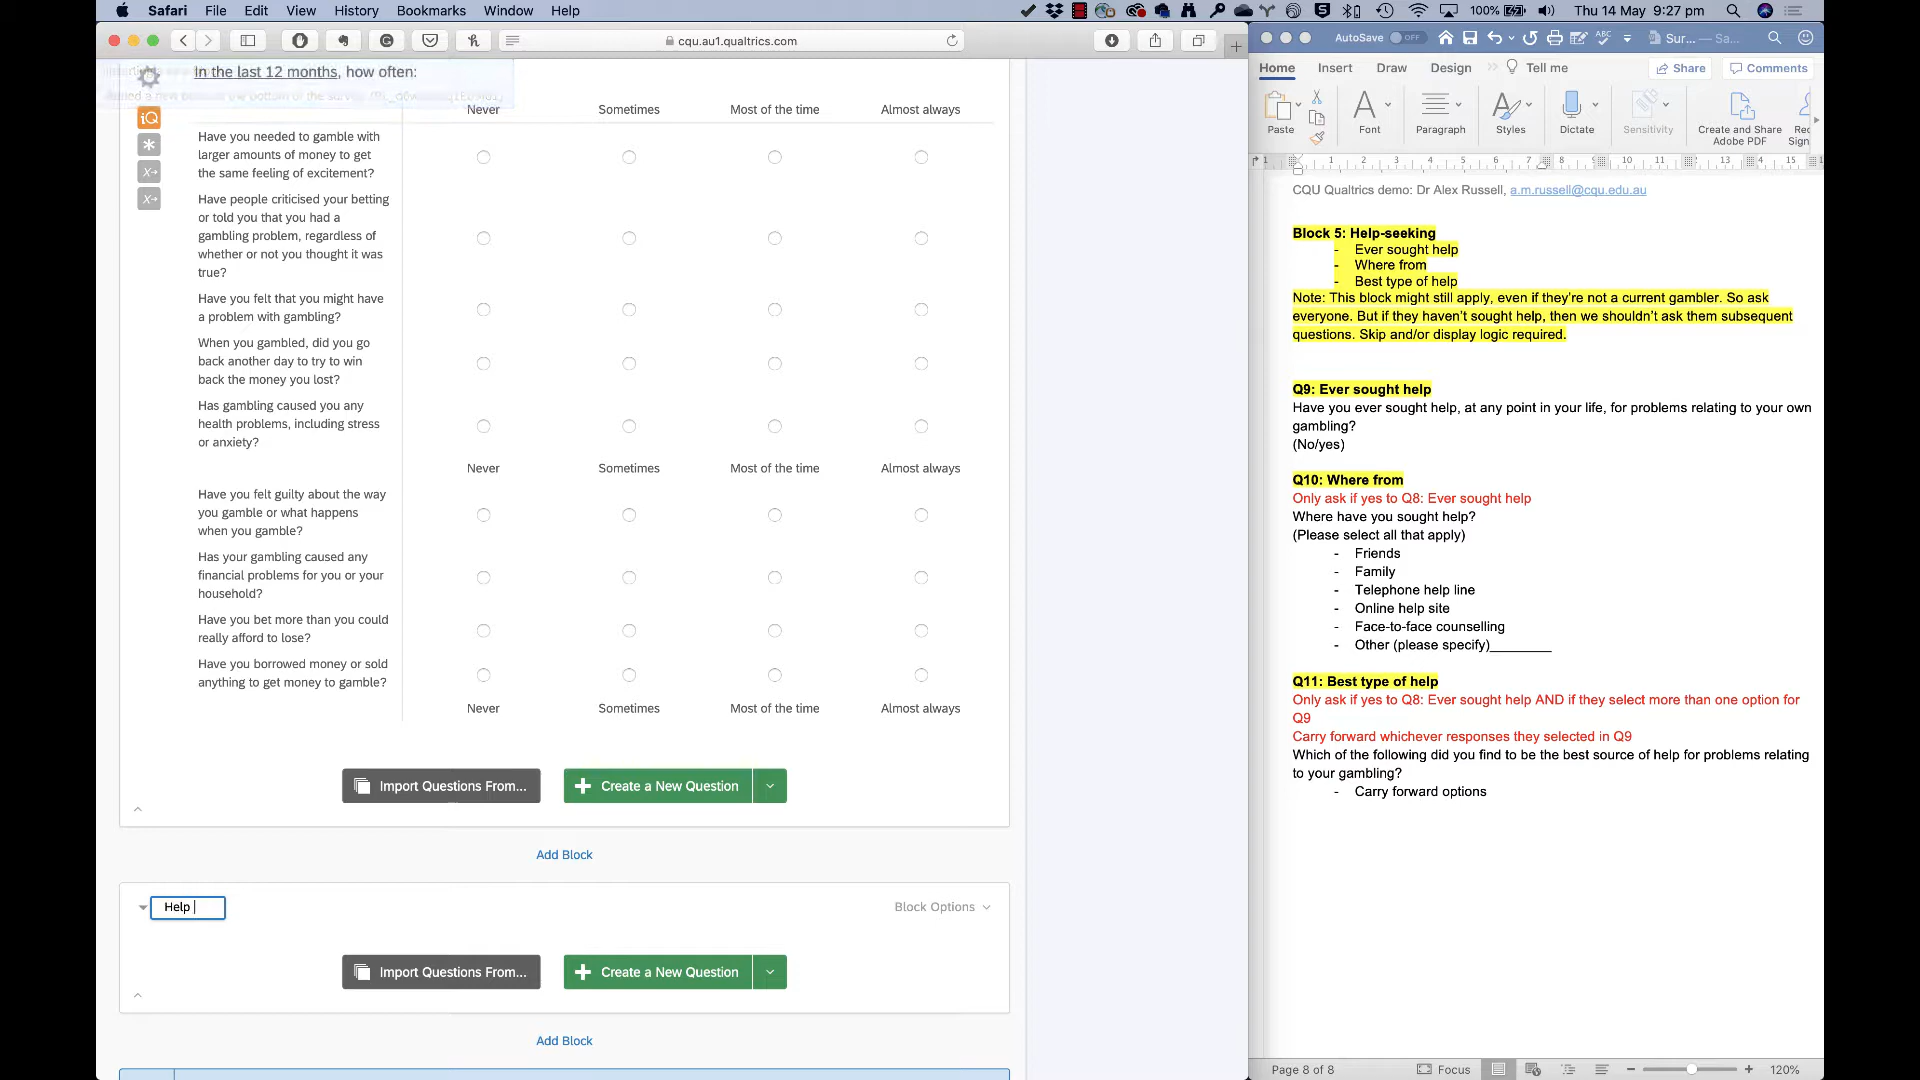 Safari File Edit View History Bookmarks Window Help
100% Thu 14 May 9:27 pm
cqu.au1.qualtrics.com
In the last 12 months, how often:
Never Sometimes Most of the time Almost always
iQ
Have you needed to gamble with
larger amounts of money to get
the same feeling of excitement?
Have people criticised your betting
or told you that you had a
gambling problem, regardless of
whether or not you thought it was
true?
Have you felt that you might have
a problem with gambling?
When you gambled, did you go
back another day to try to win
back the money you lost?
Has gambling caused you any
health problems, including stress
or anxiety?
Never Sometimes Most of the time Almost always
Have you felt guilty about the way
you gamble or what happens
when you gamble?
Has your gambling caused any
financial problems for you or your
household?
Have you bet more than you could
really afford to lose?
Have you borrowed money or sold
anything to get money to gamble?
Never Sometimes Most of the time Almost always
Import Questions From... Create a New Question
Add Block
Help Block Options
Import Questions From... Create a New Question
Add Block
AutoSave OFF Sur... — Sa...
Home Insert Draw Design Tell me Share Comments
Paste Font Paragraph Styles Dictate Sensitivity Create and Share
Adobe PDF
Sign
1 1 2 3 4 5 6 7 8 9 10 11 12 13 14 15
CQU Qualtrics demo: Dr Alex Russell, a.m.russell@cqu.edu.au
Block 5: Help-seeking
- Ever sought help
- Where from
- Best type of help
Note: This block might still apply, even if they're not a current gambler. So ask
everyone. But if they haven't sought help, then we shouldn't ask them subsequent
questions. Skip and/or display logic required.
Q9: Ever sought help
Have you ever sought help, at any point in your life, for problems relating to your own
gambling?
(No/yes)
Q10: Where from
Only ask if yes to Q8: Ever sought help
Where have you sought help?
(Please select all that apply)
- Friends
- Family
- Telephone help line
- Online help site
- Face-to-face counselling
- Other (please specify)________
Q11: Best type of help
Only ask if yes to Q8: Ever sought help AND if they select more than one option for
Q9
Carry forward whichever responses they selected in Q9
Which of the following did you find to be the best source of help for problems relating
to your gambling?
- Carry forward options
Page 8 of 8 Focus 120%